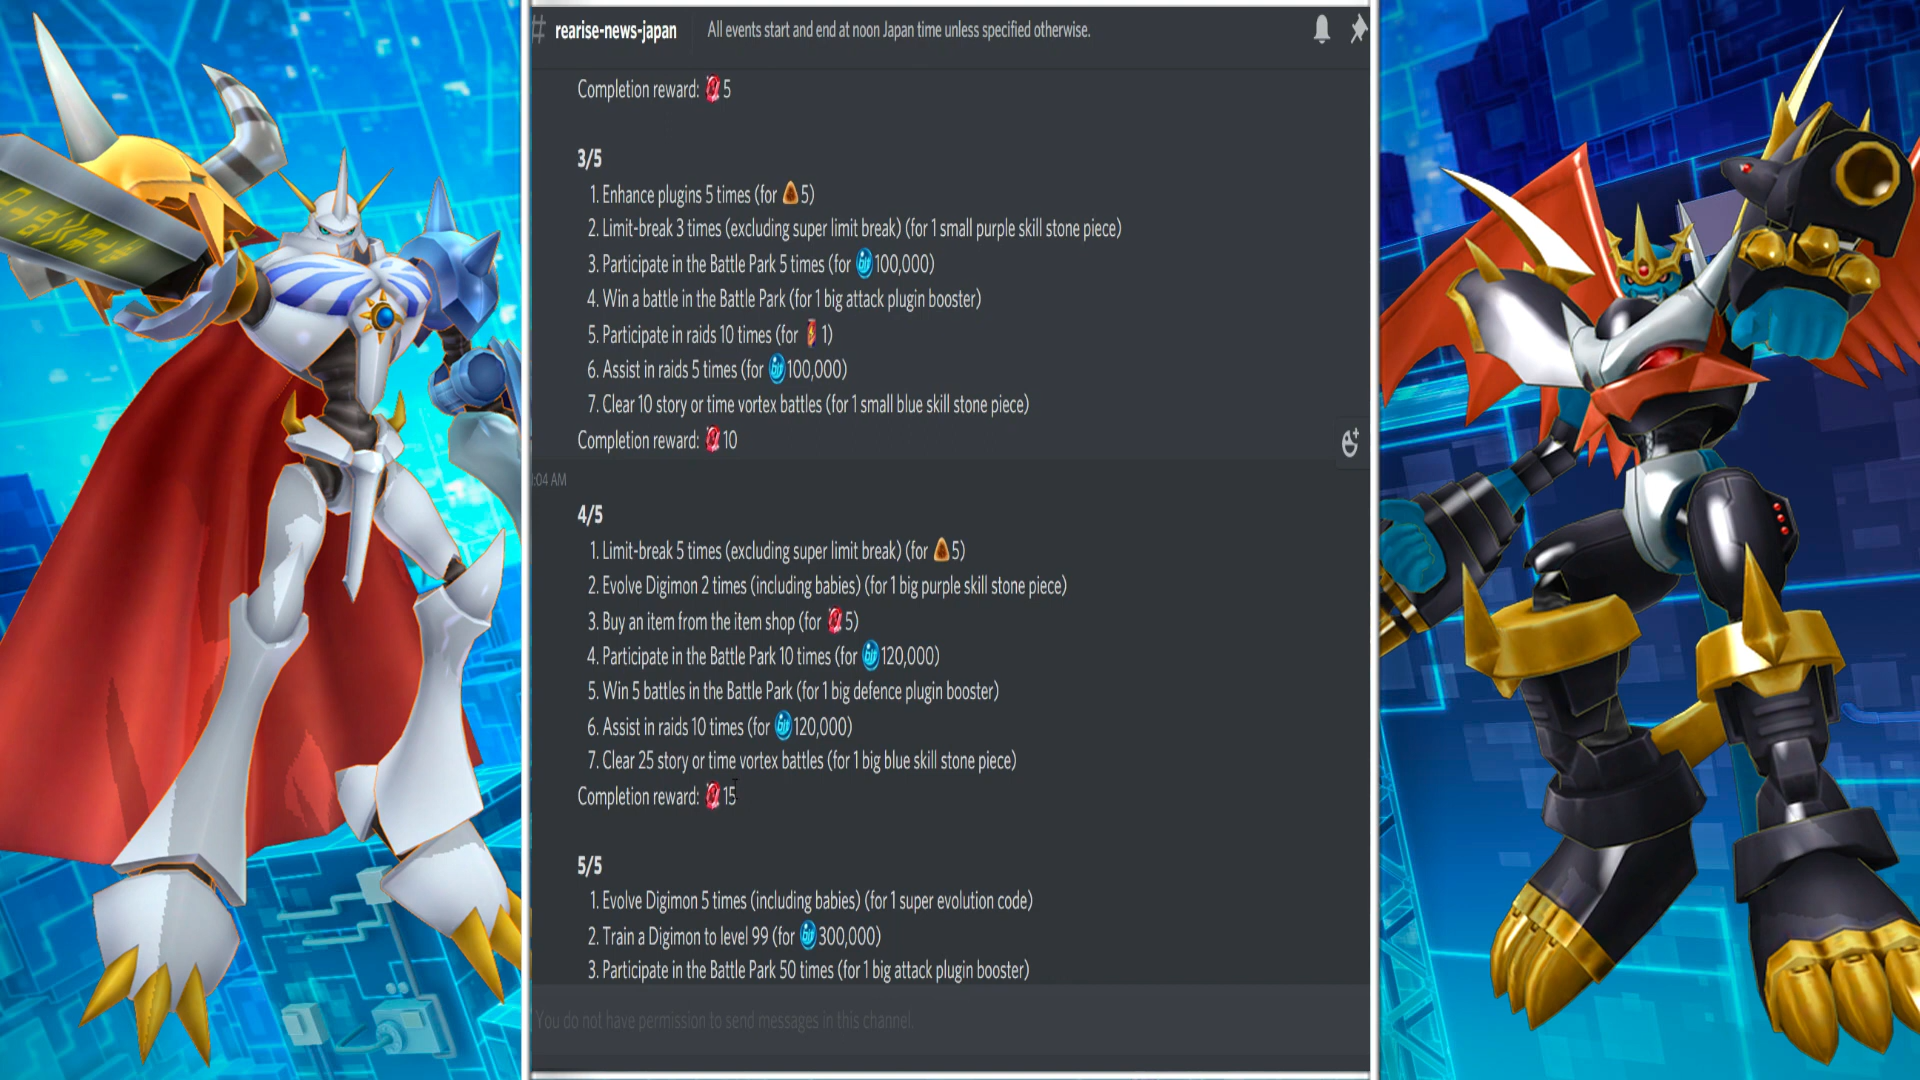 # rearise-news-japan All events start and end at noon Japan time unless specified otherwise.
Completion reward: 5
3/5
1. Enhance plugins 5 times (for 5)
2. Limit-break 3 times (excluding super limit break) (for 1 small purple skill stone piece)
3. Participate in the Battle Park 5 times (for bit 100,000)
4. Win a battle in the Battle Park (for 1 big attack plugin booster)
5. Participate in raids 10 times (for 1)
6. Assist in raids 5 times (for bit 100,000)
7. Clear 10 story or time vortex battles (for 1 small blue skill stone piece)
Completion reward: 10
:04 AM
4/5
1. Limit-break 5 times (excluding super limit break) (for 5)
2. Evolve Digimon 2 times (including babies) (for 1 big purple skill stone piece)
3. Buy an item from the item shop (for 5)
4. Participate in the Battle Park 10 times (for bit 120,000)
5. Win 5 battles in the Battle Park (for 1 big defence plugin booster)
6. Assist in raids 10 times (for bit 120,000)
7. Clear 25 story or time vortex battles (for 1 big blue skill stone piece)
Completion reward: 15
5/5
1. Evolve Digimon 5 times (including babies) (for 1 super evolution code)
2. Train a Digimon to level 99 (for bit 300,000)
3. Participate in the Battle Park 50 times (for 1 big attack plugin booster)
You do not have permission to send messages in this channel.